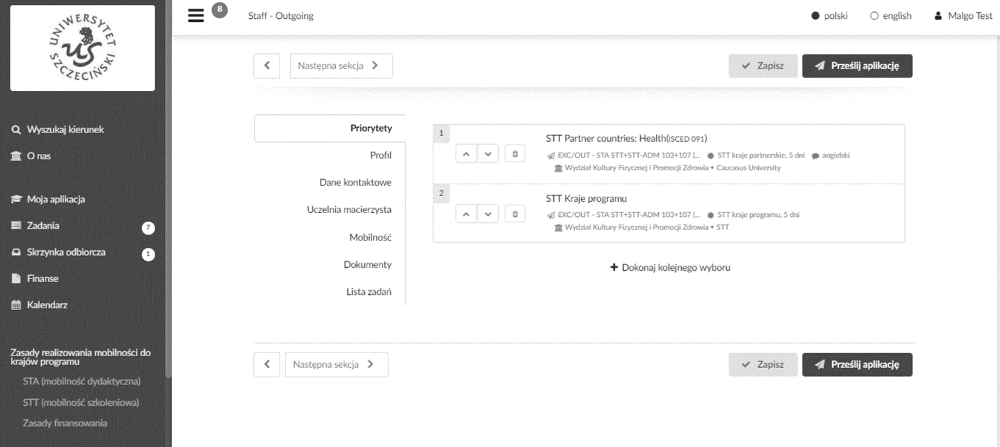 UNIWERSYTET SZCZECIŃSKI
8
Staff - Outgoing
polski
english
Malgo Test
Następna sekcja
Zapisz
Prześlij aplikację
Wyszukaj kierunek
O nas
Moja aplikacja
Zadania 7
Skrzynka odbiorcza 1
Finanse
Kalendarz
Zasady realizowania mobilności do
krajów programu
STA (mobilność dydaktyczna)
STT (mobilność szkoleniowa)
Zasady finansowania
Priorytety
Profil
Dane kontaktowe
Uczelnia macierzysta
Mobilność
Dokumenty
Lista zadań
1
STT Partner countries: Health(ISCED 091)
EXC/OUT - STA STT+STT-ADM 103+107 (... STT kraje partnerskie, 5 dni angielski
Wydział Kultury Fizycznej i Promocji Zdrowia • Caucasus University
2
STT Kraje programu
EXC/OUT - STA STT+STT-ADM 103+107 (... STT kraje programu, 5 dni
Wydział Kultury Fizycznej i Promocji Zdrowia • STT
+ Dokonaj kolejnego wyboru
Następna sekcja
Zapisz
Prześlij aplikację